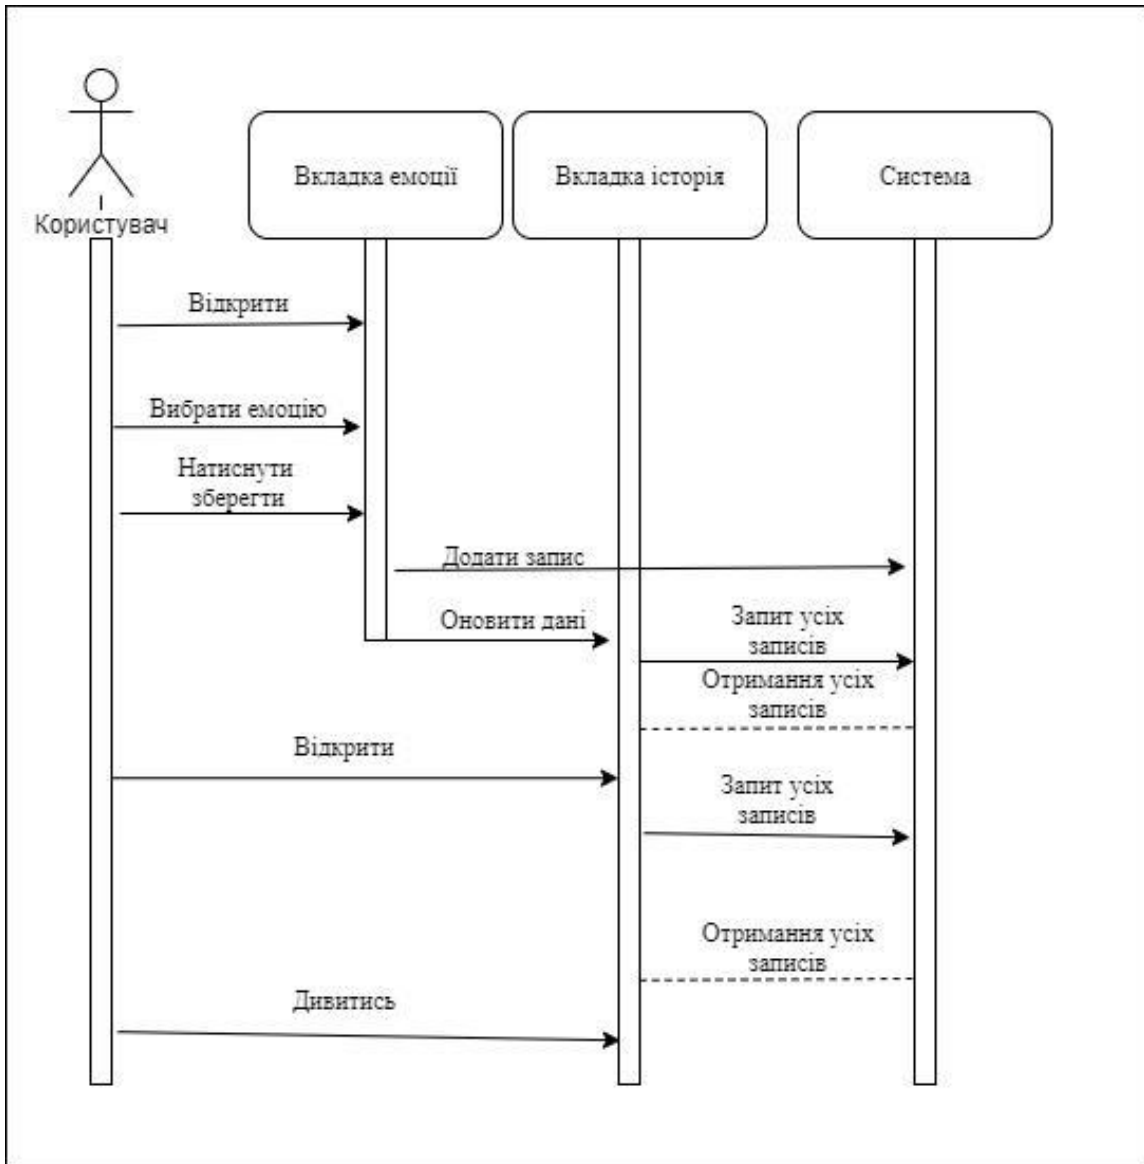 Користувач
Вкладка емоції
Вкладка історія
Система
Відкрити
Вибрати емоцію
Натиснути
зберегти
Додати запис
Оновити дані
Запит усіх
записів
Отримання усіх
записів
Відкрити
Запит усіх
записів
Отримання усіх
записів
Дивитись